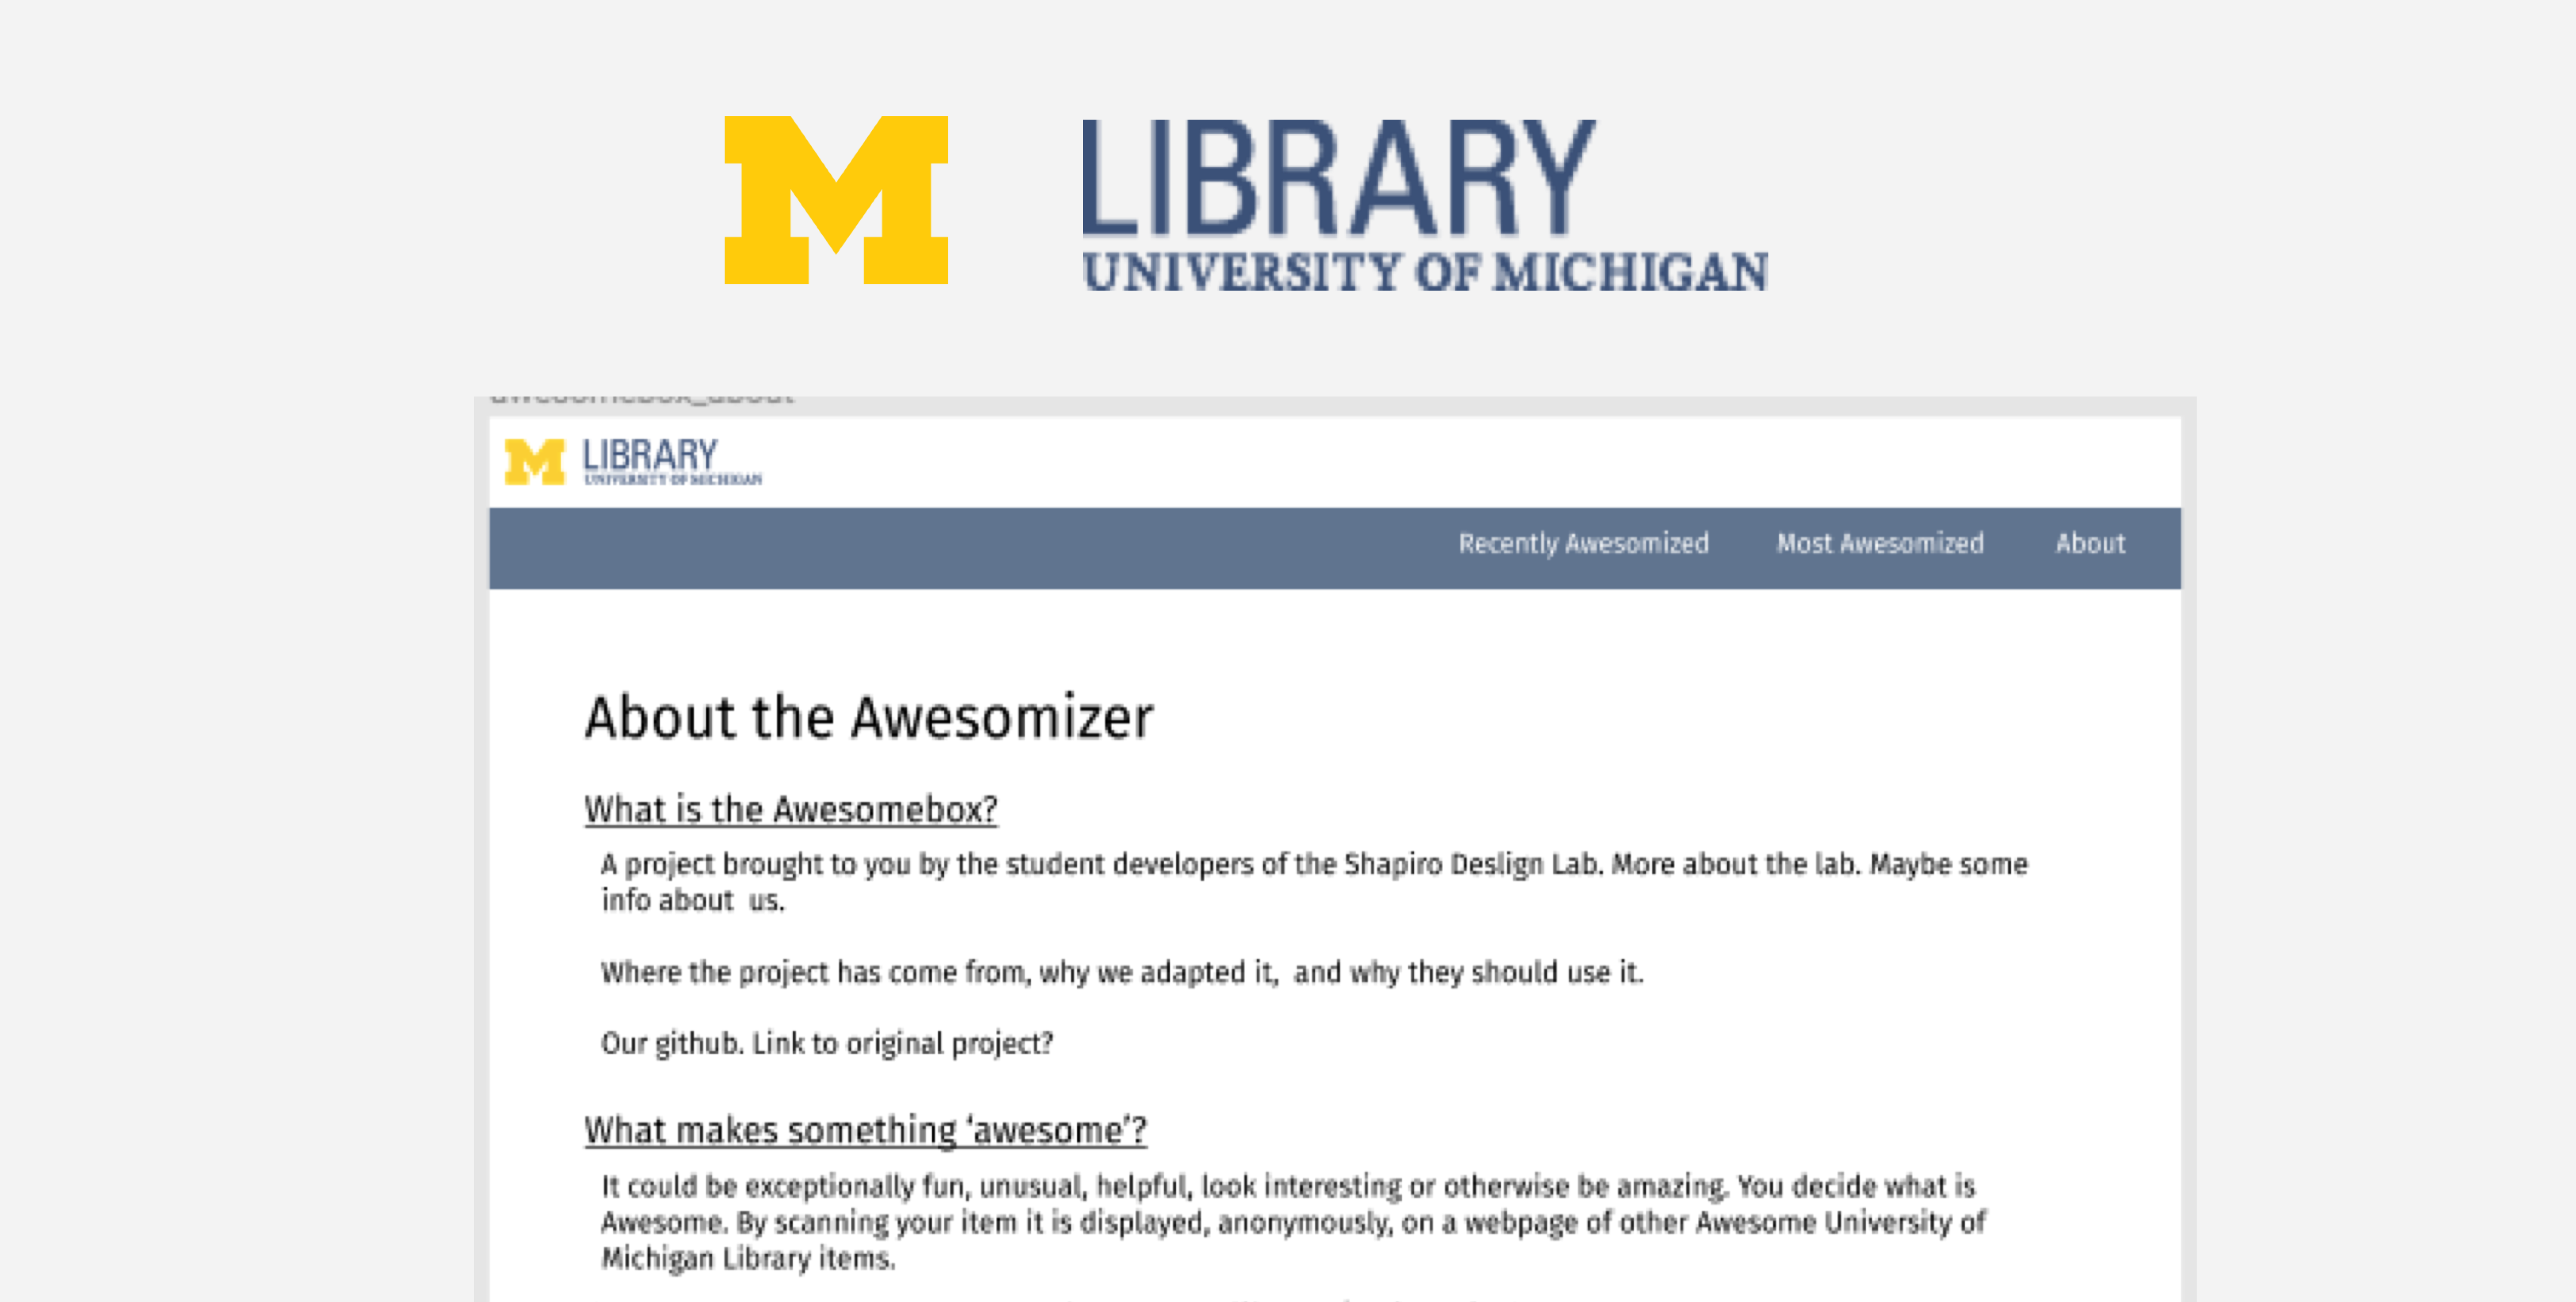 M LIBRARY
UNIVERSITY OF MICHIGAN
awesomebox_about
M LIBRARY
UNIVERSITY OF MICHIGAN
Recently Awesomized Most Awesomized About
About the Awesomizer
What is the Awesomebox?
A project brought to you by the student developers of the Shapiro Deslign Lab. More about the lab. Maybe some
info about us.
Where the project has come from, why we adapted it, and why they should use it.
Our github. Link to original project?
What makes something ‘awesome’?
It could be exceptionally fun, unusual, helpful, look interesting or otherwise be amazing. You decide what is
Awesome. By scanning your item it is displayed, anonymously, on a webpage of other Awesome University of
Michigan Library items.